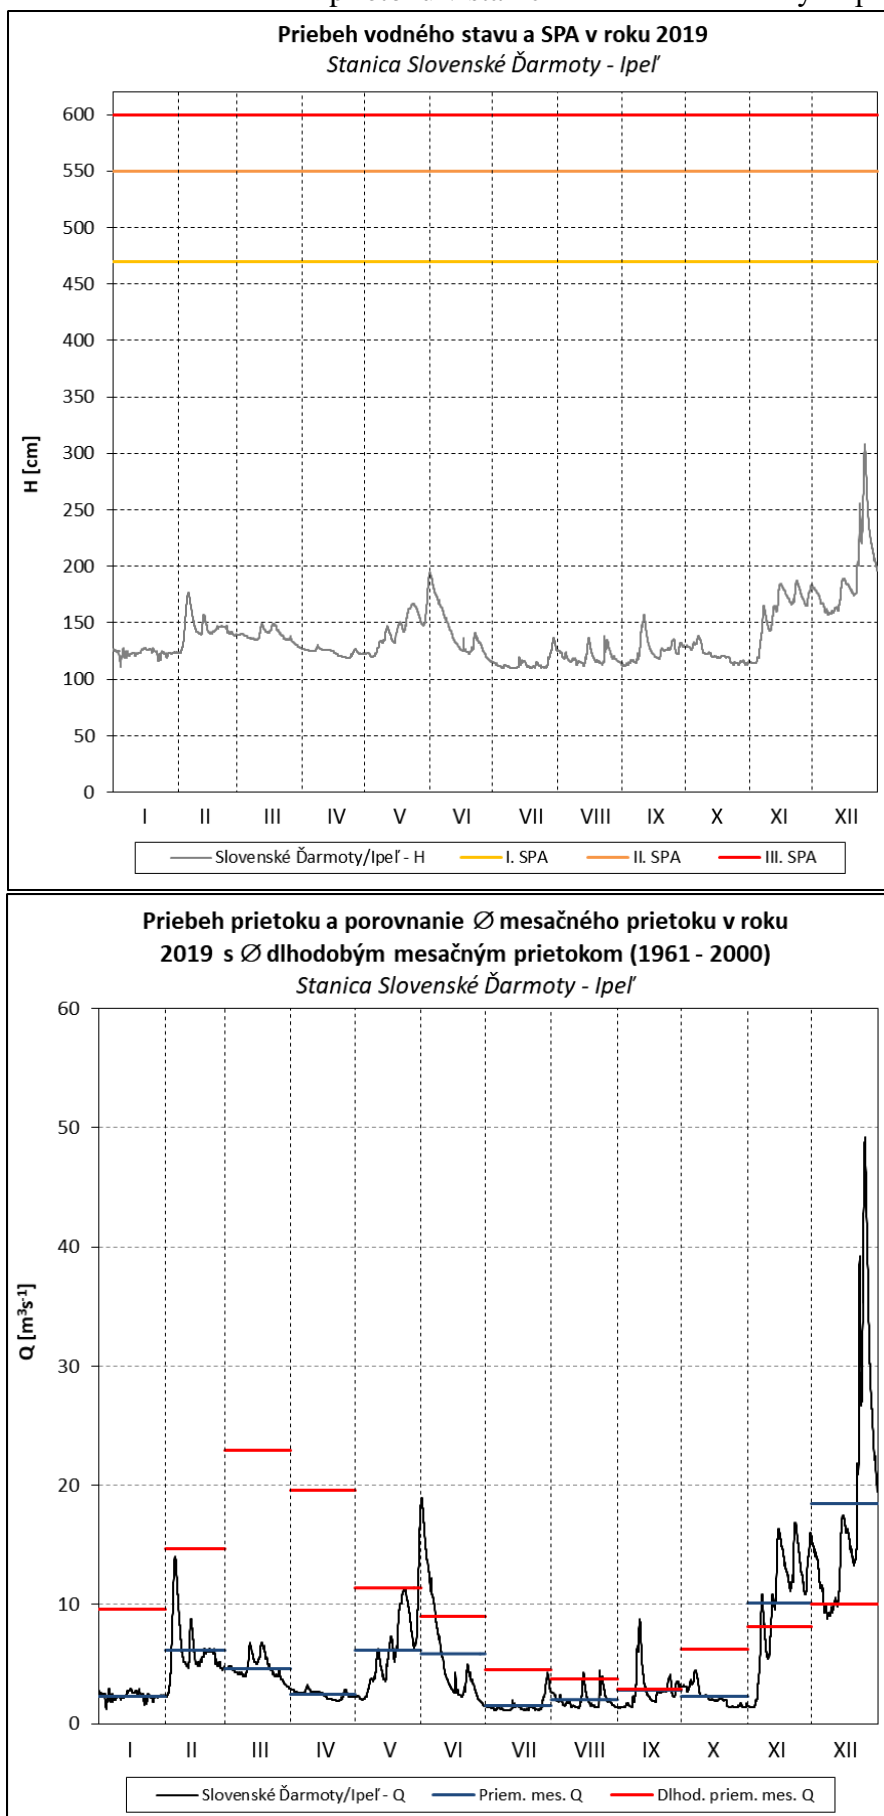 Priebeh vodného stavu a SPA v roku 2019
Stanica Slovenské Ďarmoty - Ipeľ
600
550
500
450
400
350
300
250
200
150
100
50
0
H [cm]
I II III IV V VI VII VIII IX X XI XII
Slovenské Ďarmoty/Ipeľ - H I. SPA II. SPA III. SPA
Priebeh prietoku a porovnanie Ø mesačného prietoku v roku
2019 s Ø dlhodobým mesačným prietokom (1961 - 2000)
Stanica Slovenské Ďarmoty - Ipeľ
60
50
40
30
20
10
0
Q [m³s⁻¹]
I II III IV V VI VII VIII IX X XI XII
Slovenské Ďarmoty/Ipeľ - Q Priem. mes. Q Dlhod. priem. mes. Q